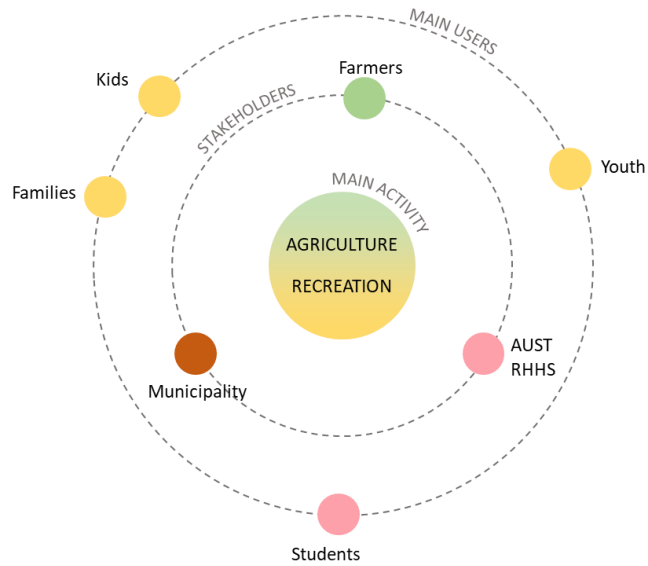 MAIN USERS
Kids
Farmers
STAKEHOLDERS
Youth
MAIN ACTIVITY
Families
AGRICULTURE
RECREATION
AUST
RHHS
Municipality
Students